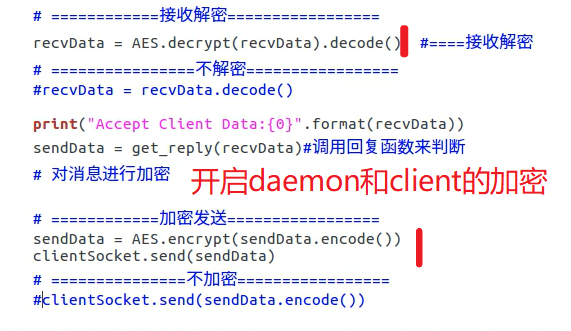 # ============接收解密=================
recvData = AES.decrypt(recvData).decode() #====接收解密
# ================不解密=================
#recvData = recvData.decode()
print("Accept Client Data:{0}".format(recvData))
sendData = get_reply(recvData)#调用回复函数来判断
# 对消息进行加密
开启daemon和client的加密
# ============加密发送=================
sendData = AES.encrypt(sendData.encode())
clientSocket.send(sendData)
# ===============不加密=================
#clientSocket.send(sendData.encode())